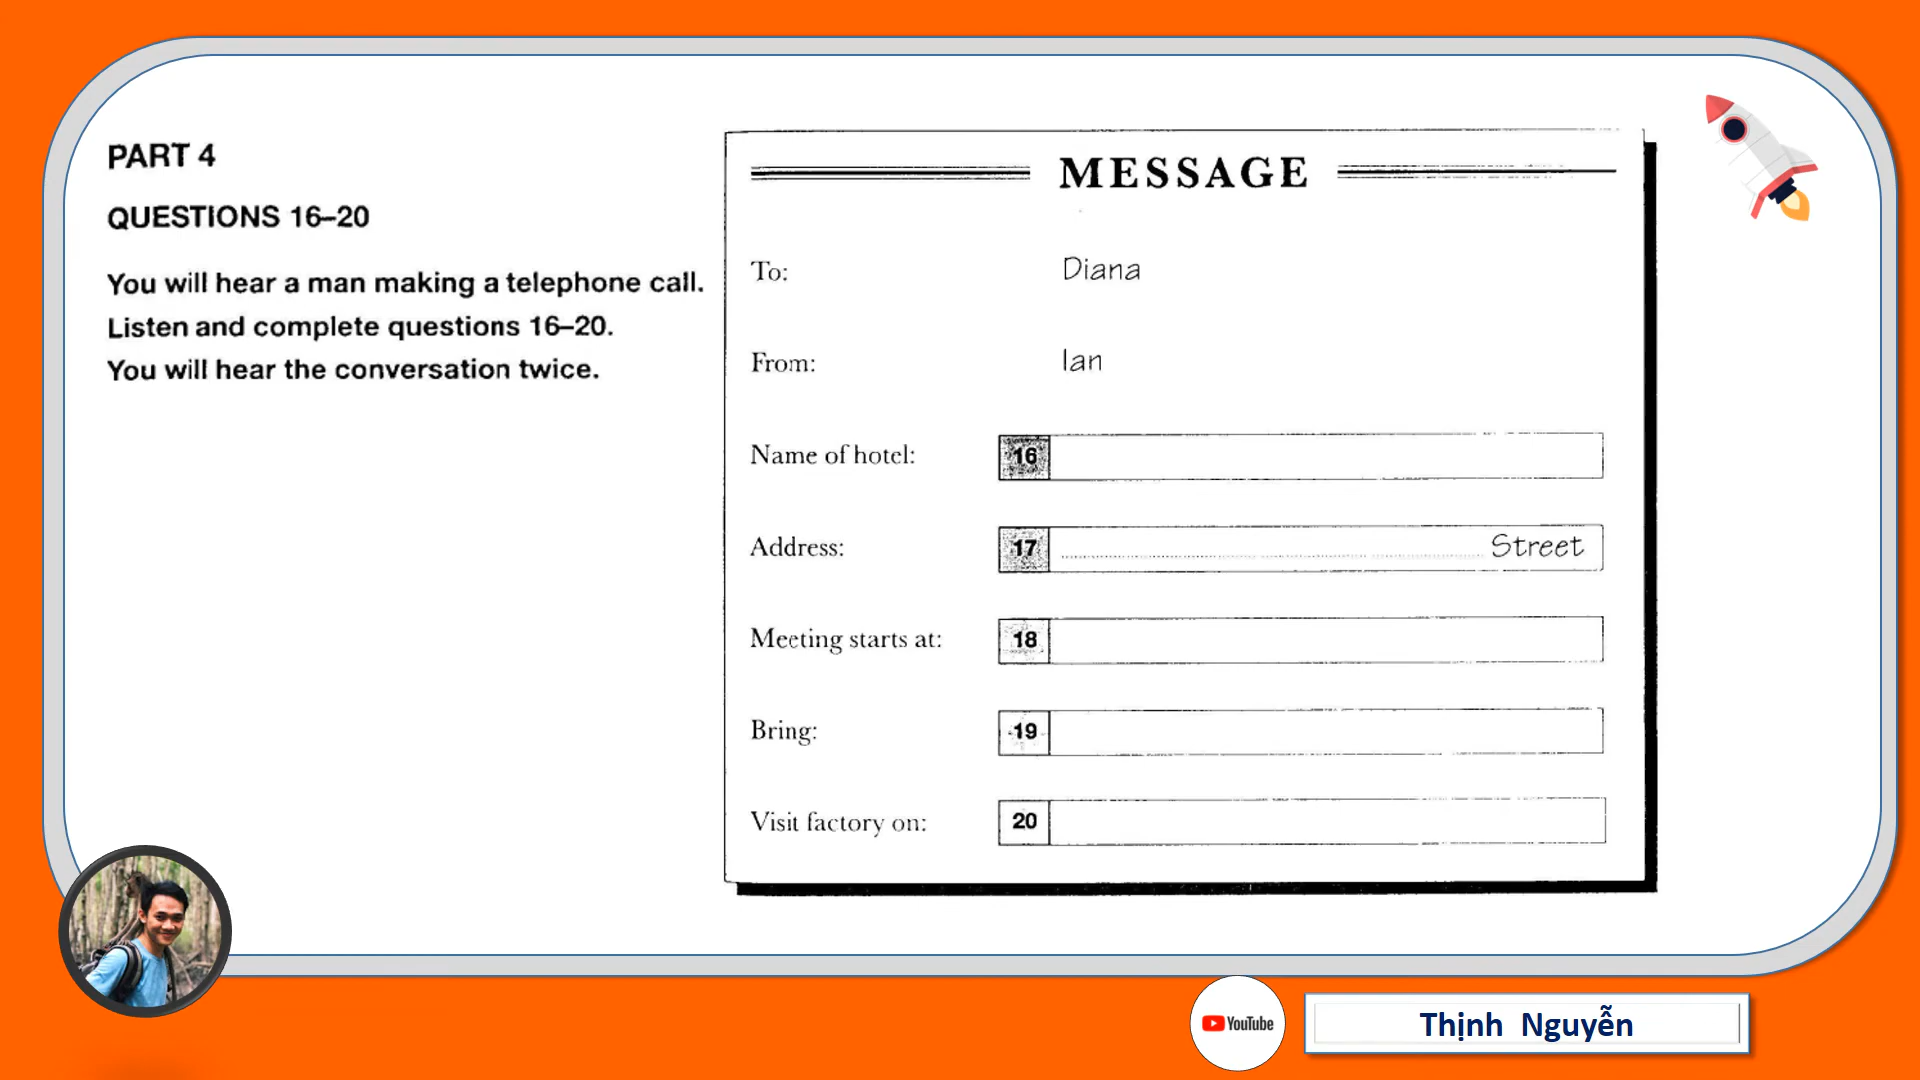 PART 4
QUESTIONS 16–20
You will hear a man making a telephone call.
Listen and complete questions 16–20.
You will hear the conversation twice.
MESSAGE
To: Diana
From: Ian
Name of hotel: 16
Address: 17 Street
Meeting starts at: 18
Bring: 19
Visit factory on: 20
YouTube
Thịnh Nguyễn